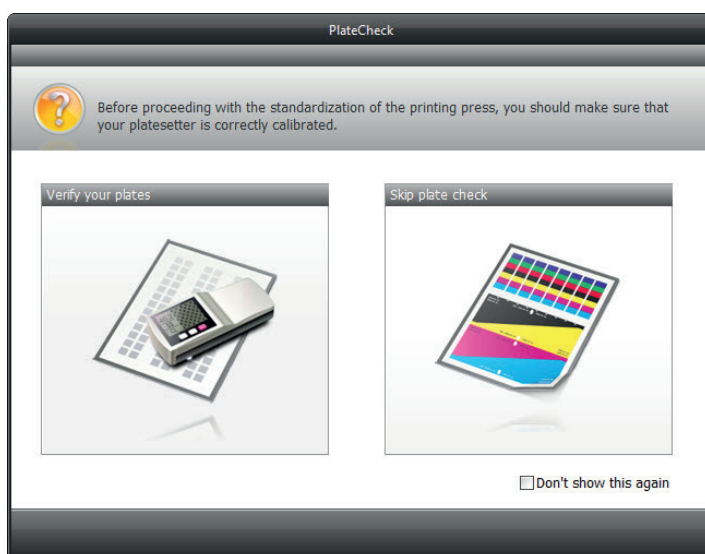 PlateCheck
Before proceeding with the standardization of the printing press, you should make sure that
your platesetter is correctly calibrated.
Verify your plates
Skip plate check
Don't show this again